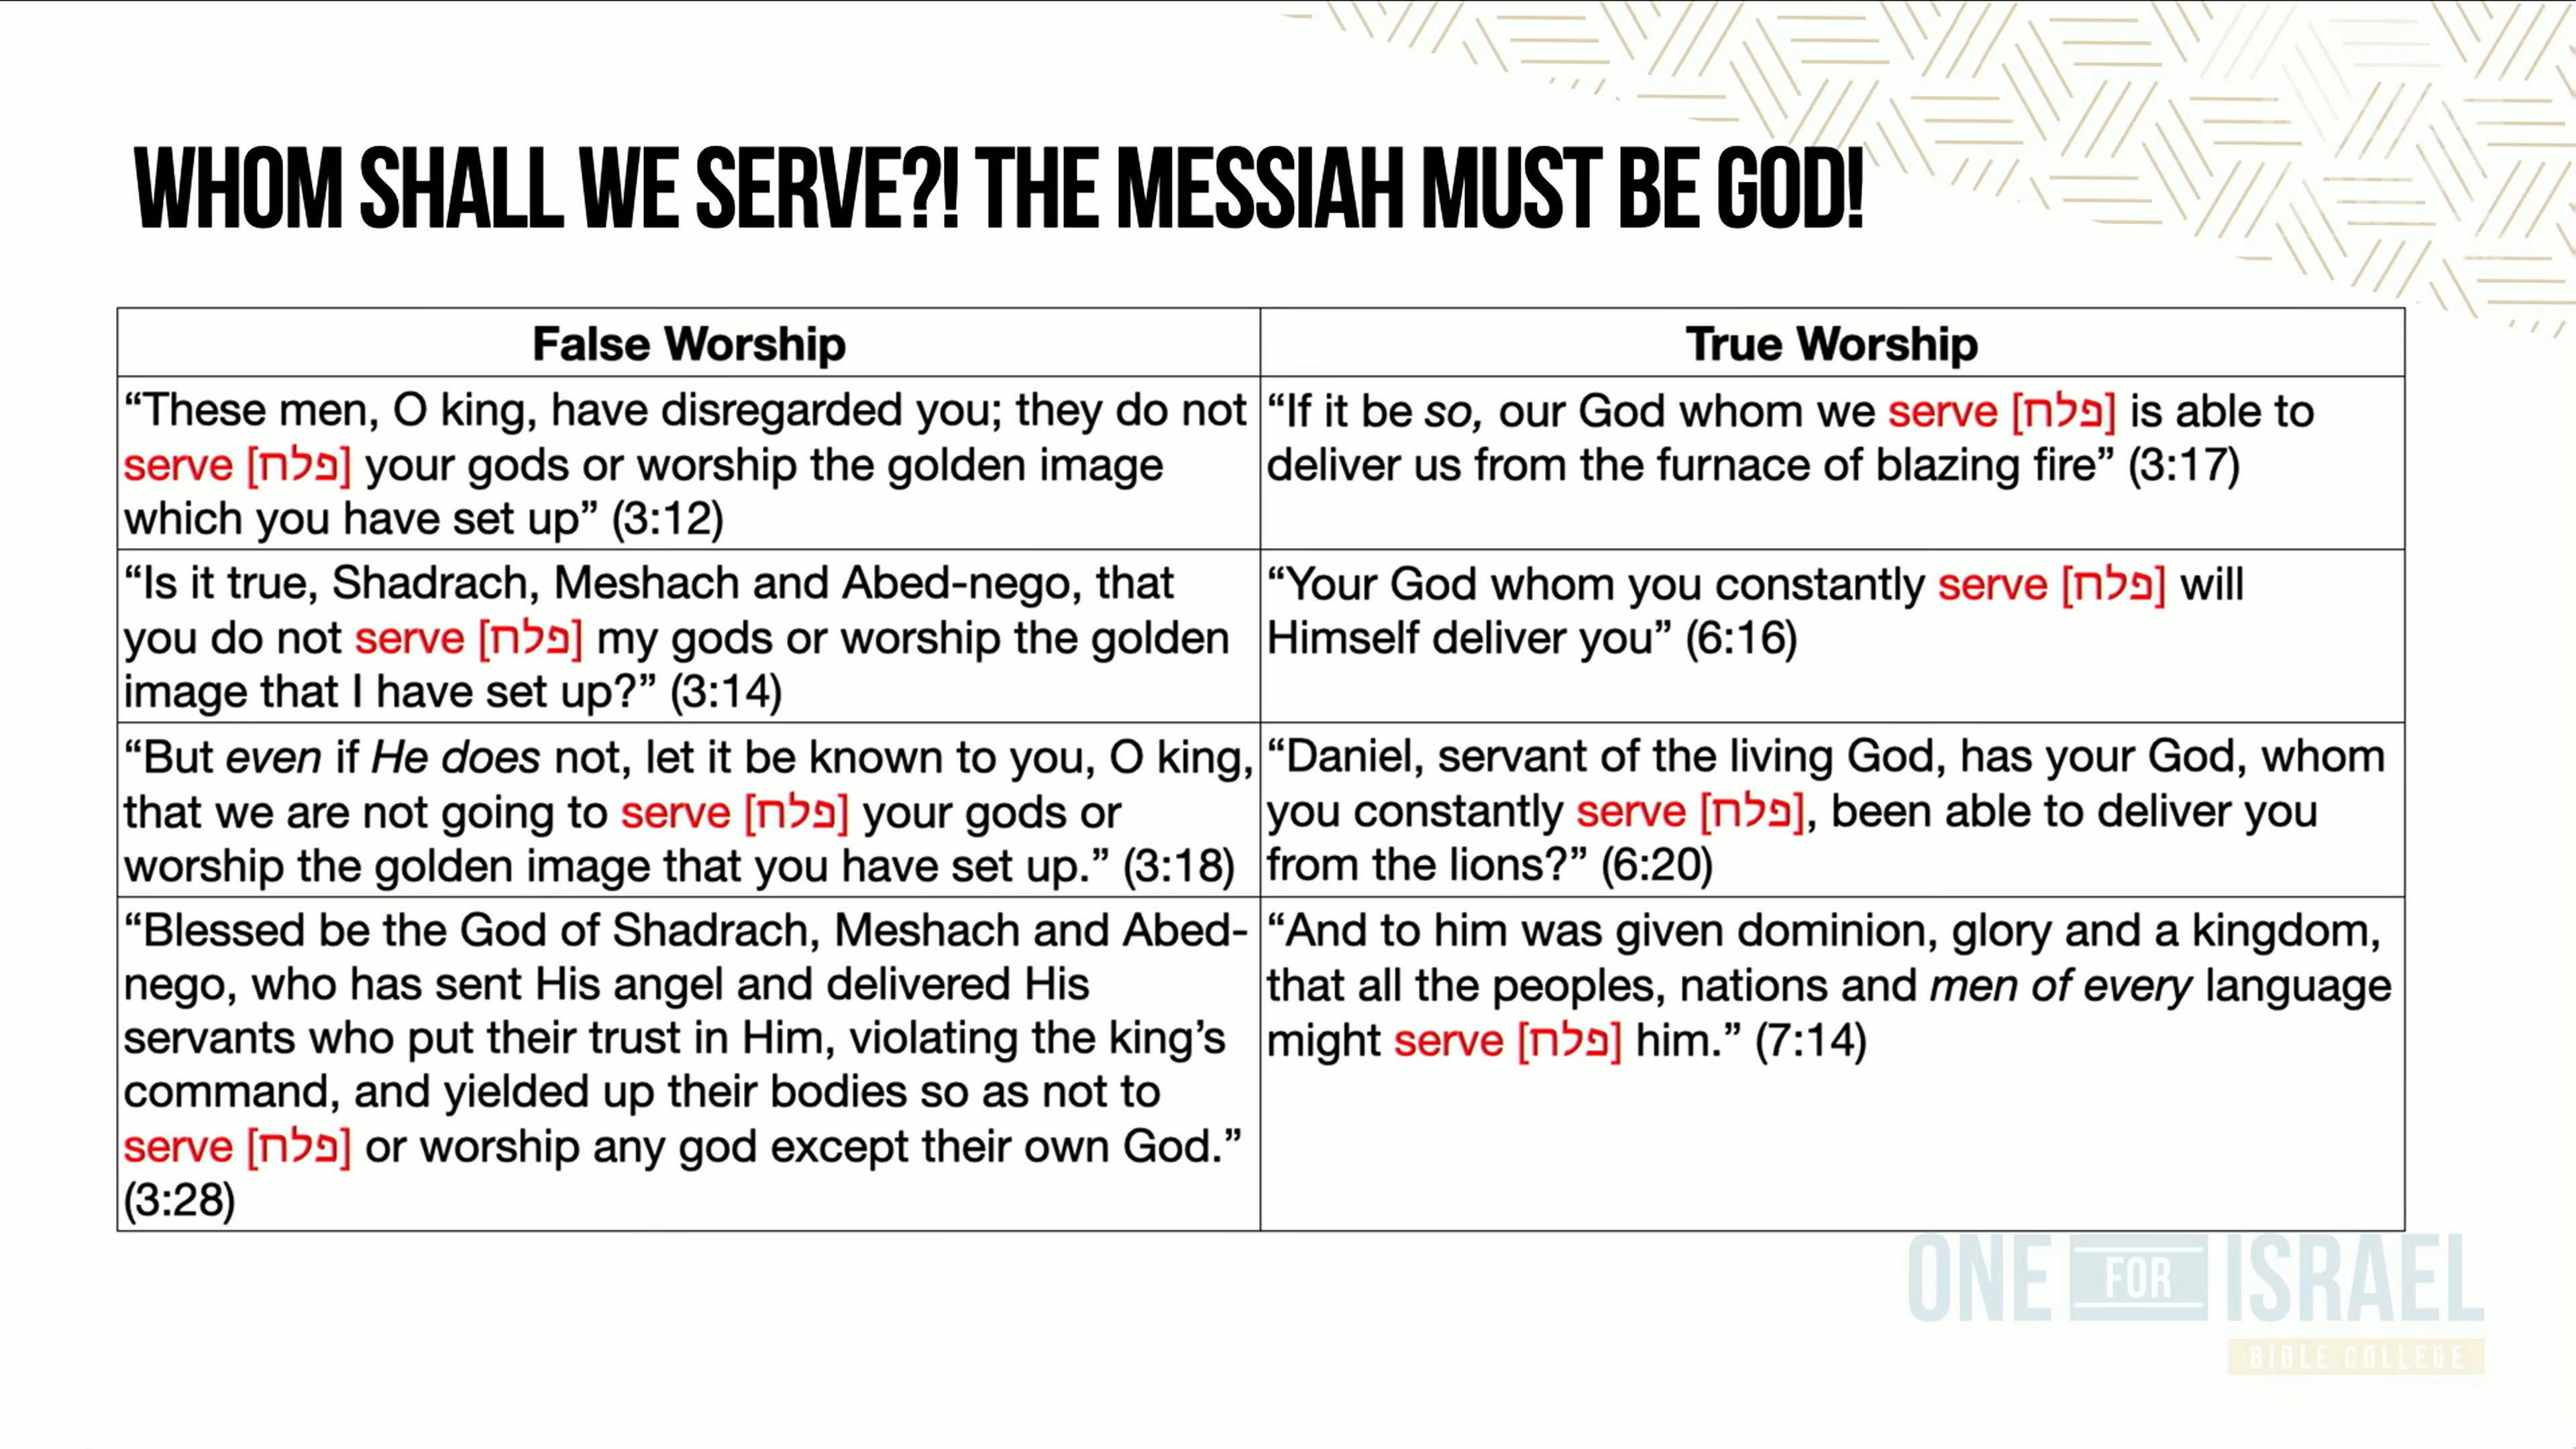 WHOM SHALL WE SERVE?! THE MESSIAH MUST BE GOD!
False Worship
True Worship
“These men, O king, have disregarded you; they do not
serve [פלח] your gods or worship the golden image
which you have set up” (3:12)
“If it be so, our God whom we serve [פלח] is able to
deliver us from the furnace of blazing fire” (3:17)
“Is it true, Shadrach, Meshach and Abed-nego, that
you do not serve [פלח] my gods or worship the golden
image that I have set up?” (3:14)
“Your God whom you constantly serve [פלח] will
Himself deliver you” (6:16)
“But even if He does not, let it be known to you, O king,
that we are not going to serve [פלח] your gods or
worship the golden image that you have set up.” (3:18)
“Daniel, servant of the living God, has your God, whom
you constantly serve [פלח], been able to deliver you
from the lions?” (6:20)
“Blessed be the God of Shadrach, Meshach and Abed-
nego, who has sent His angel and delivered His
servants who put their trust in Him, violating the king’s
command, and yielded up their bodies so as not to
serve [פלח] or worship any god except their own God.”
(3:28)
“And to him was given dominion, glory and a kingdom,
that all the peoples, nations and men of every language
might serve [פלח] him.” (7:14)
ONE FOR ISRAEL
BIBLE COLLEGE